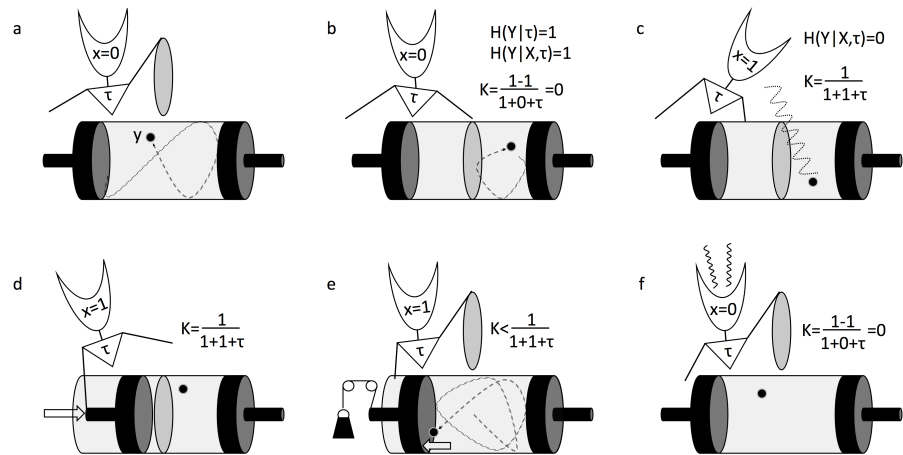 a
x=0
τ
y
b
x=0
τ
H(Y|τ)=1
H(Y|X,τ)=1
K=1-1/1+0+τ=0
c
x=1
τ
H(Y|X,τ)=0
K=1/1+1+τ
d
x=1
τ
K=1/1+1+τ
e
x=1
τ
K<1/1+1+τ
f
x=0
τ
K=1-1/1+0+τ=0